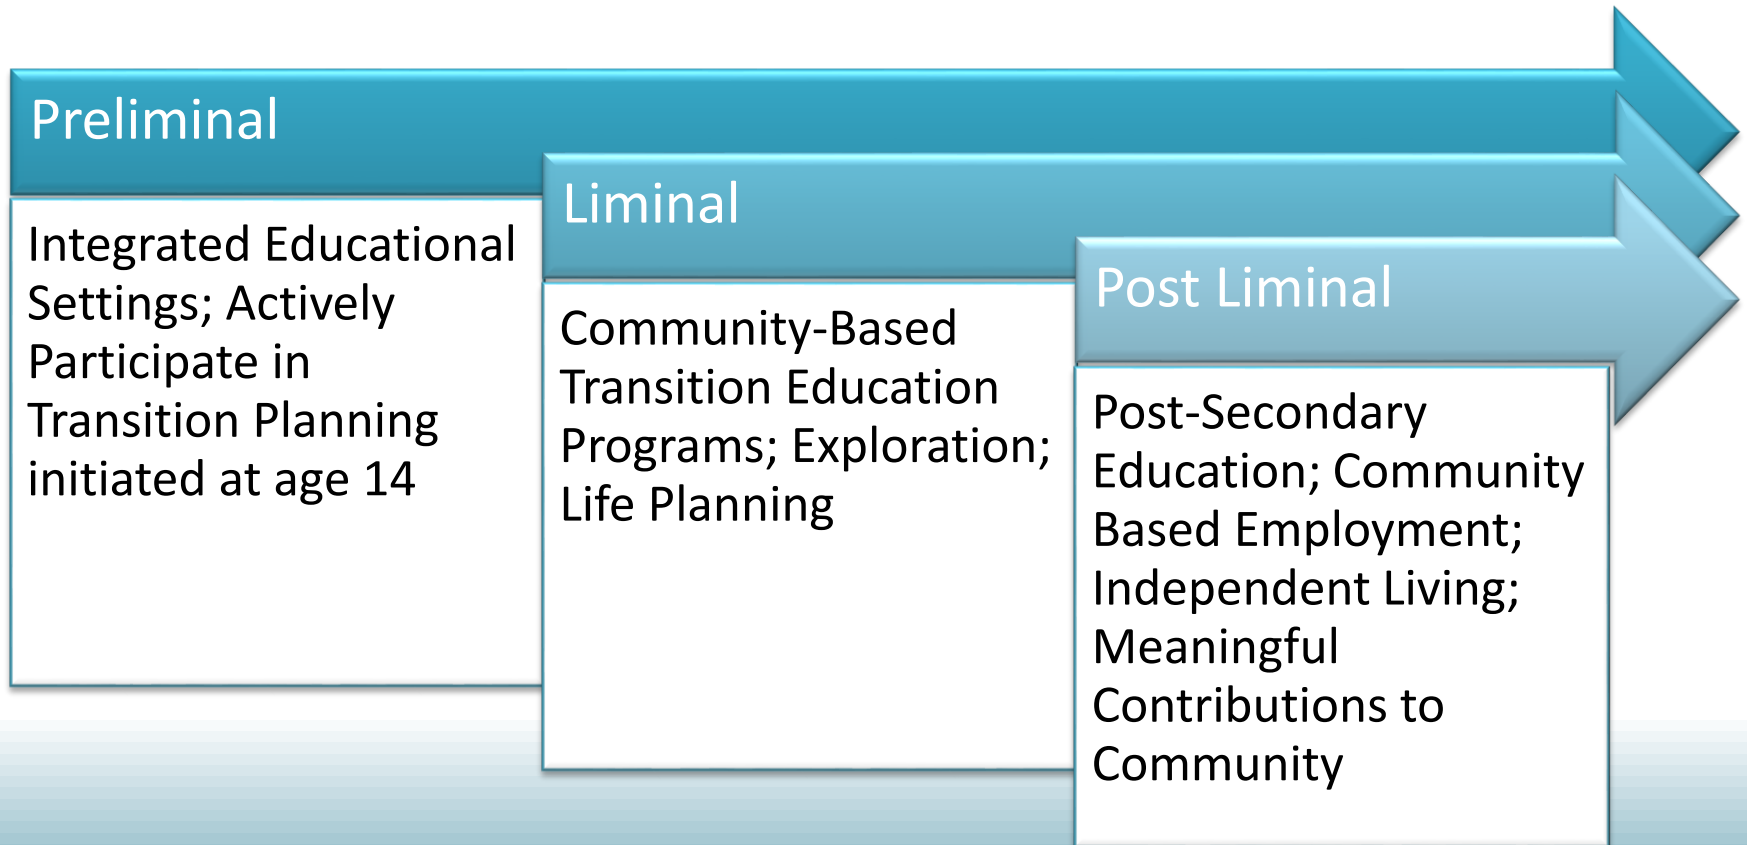 Preliminal
Integrated Educational
Settings; Actively
Participate in
Transition Planning
initiated at age 14
Liminal
Community-Based
Transition Education
Programs; Exploration;
Life Planning
Post Liminal
Post-Secondary
Education; Community
Based Employment;
Independent Living;
Meaningful
Contributions to
Community